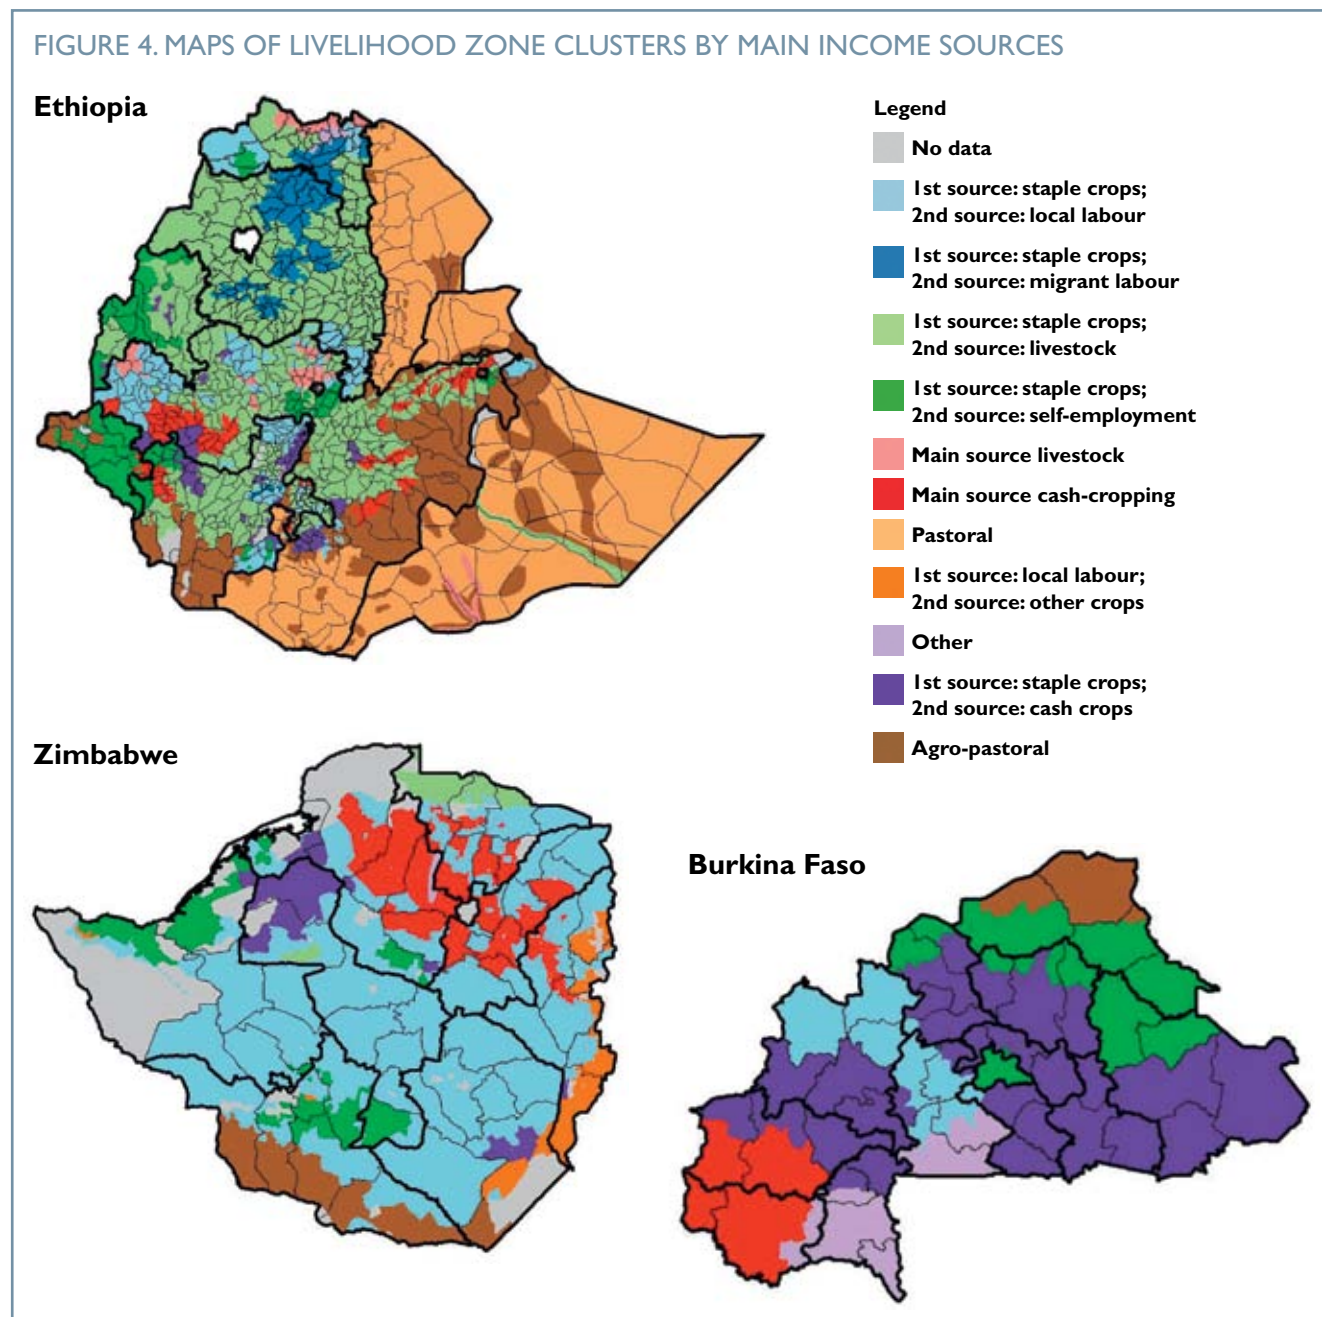 FIGURE 4. MAPS OF LIVELIHOOD ZONE CLUSTERS BY MAIN INCOME SOURCES
Ethiopia
Legend
No data
1st source: staple crops;
2nd source: local labour
1st source: staple crops;
2nd source: migrant labour
1st source: staple crops;
2nd source: livestock
1st source: staple crops;
2nd source: self-employment
Main source livestock
Main source cash-cropping
Pastoral
1st source: local labour;
2nd source: other crops
Other
1st source: staple crops;
2nd source: cash crops
Agro-pastoral
Zimbabwe
Burkina Faso